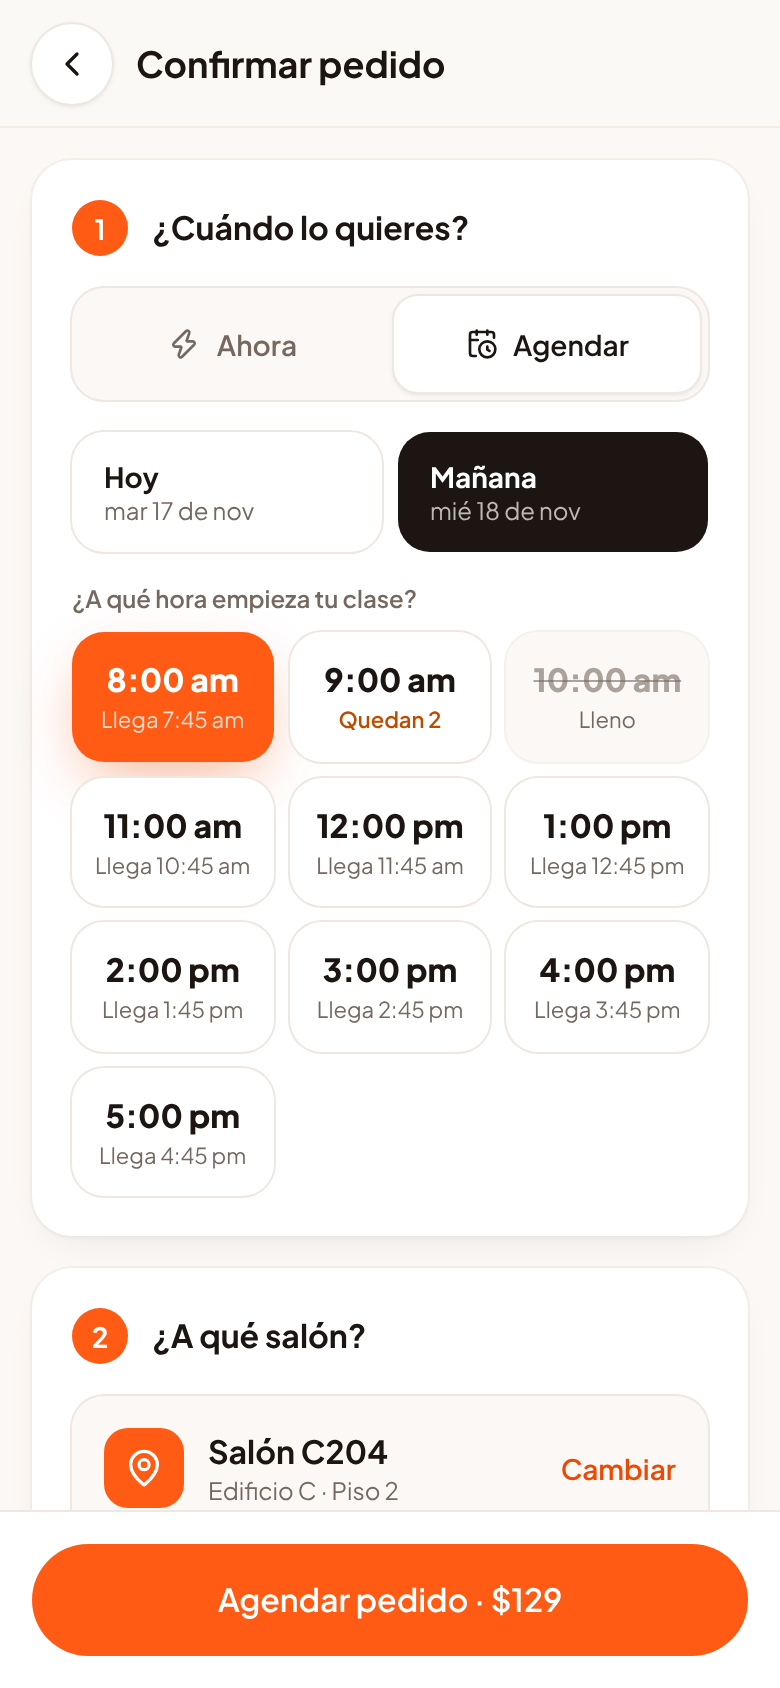 Confirmar pedido
1 ¿Cuándo lo quieres?
Ahora Agendar
Hoy Mañana
mar 17 de nov mié 18 de nov
¿A qué hora empieza tu clase?
8:00 am 9:00 am 10:00 am
Llega 7:45 am Quedan 2 Lleno
11:00 am 12:00 pm 1:00 pm
Llega 10:45 am Llega 11:45 am Llega 12:45 pm
2:00 pm 3:00 pm 4:00 pm
Llega 1:45 pm Llega 2:45 pm Llega 3:45 pm
5:00 pm
Llega 4:45 pm
2 ¿A qué salón?
Salón C204
Edificio C · Piso 2
Cambiar
Agendar pedido · $129